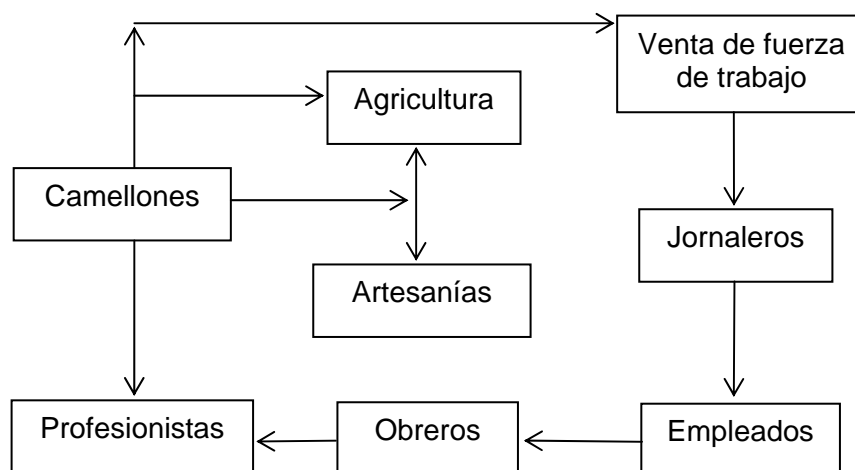 Venta de fuerza
de trabajo
Agricultura
Camellones
Jornaleros
Artesanías
Profesionistas
Obreros
Empleados